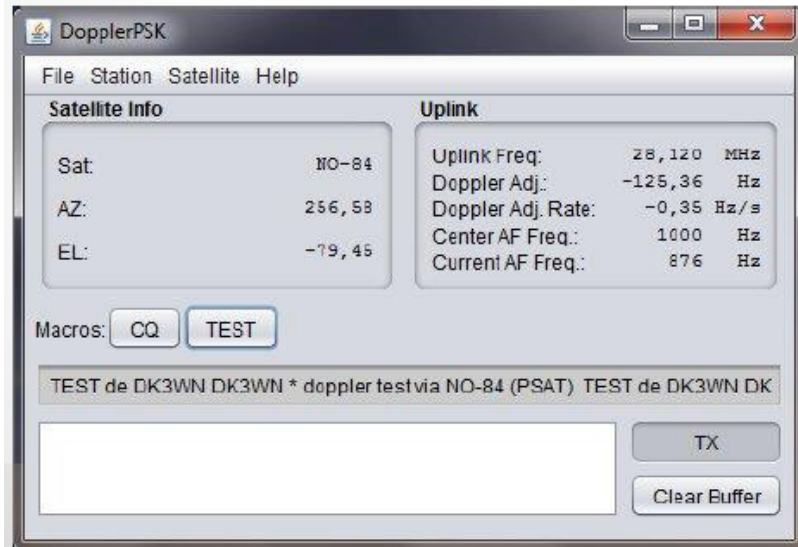 DopplerPSK
File Station Satellite Help
Satellite Info
Sat: NO-84
AZ: 256,58
EL: -79,45
Uplink
Uplink Freq: 28,120 MHz
Doppler Adj.: -125,36 Hz
Doppler Adj. Rate: -0,35 Hz/s
Center AF Freq.: 1000 Hz
Current AF Freq.: 876 Hz
Macros: CQ TEST
TEST de DK3WN DK3WN * doppler test via NO-84 (PSAT) TEST de DK3WN DK
TX
Clear Buffer